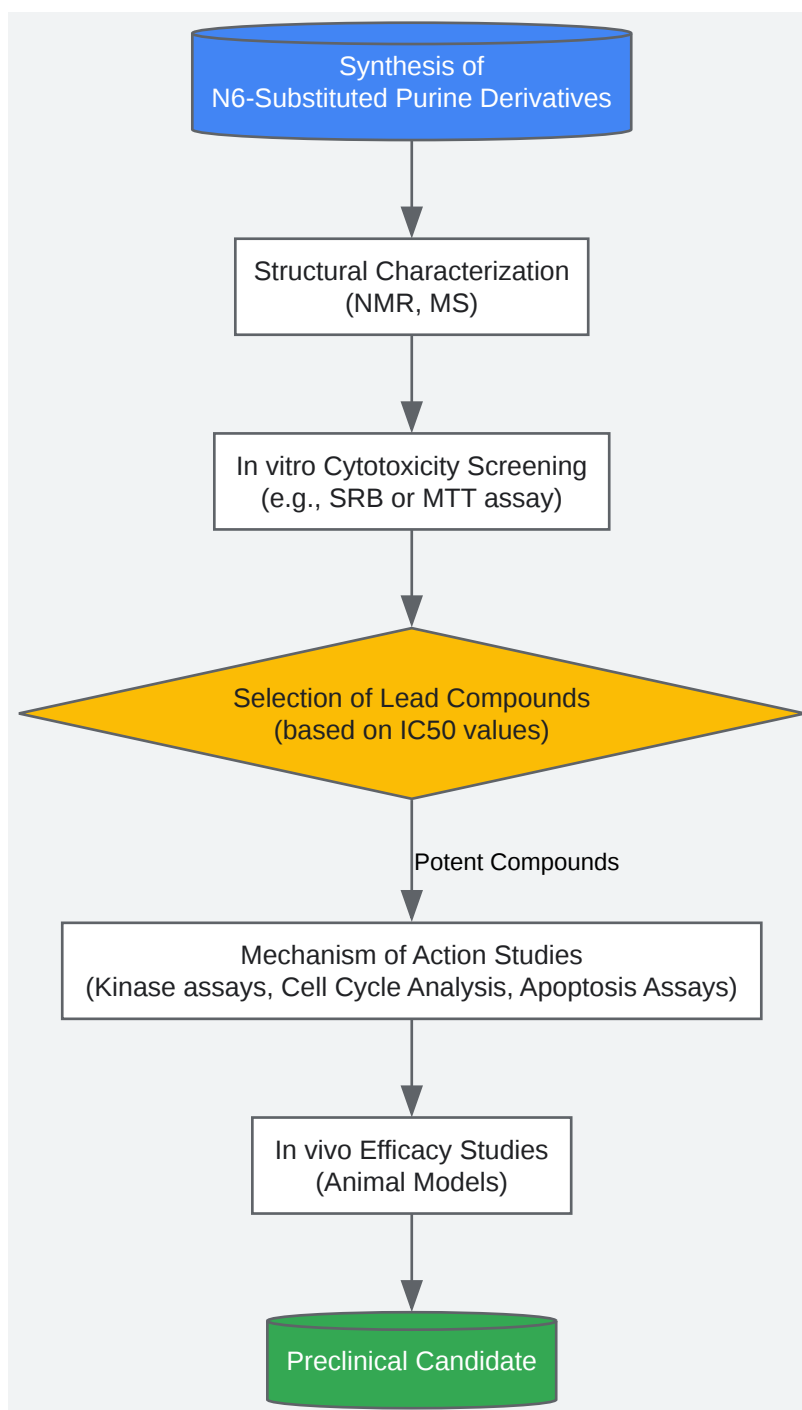 Synthesis of
N6-Substituted Purine Derivatives
Structural Characterization
(NMR, MS)
In vitro Cytotoxicity Screening
(e.g., SRB or MTT assay)
Selection of Lead Compounds
(based on IC50 values)
Potent Compounds
Mechanism of Action Studies
(Kinase assays, Cell Cycle Analysis, Apoptosis Assays)
In vivo Efficacy Studies
(Animal Models)
Preclinical Candidate